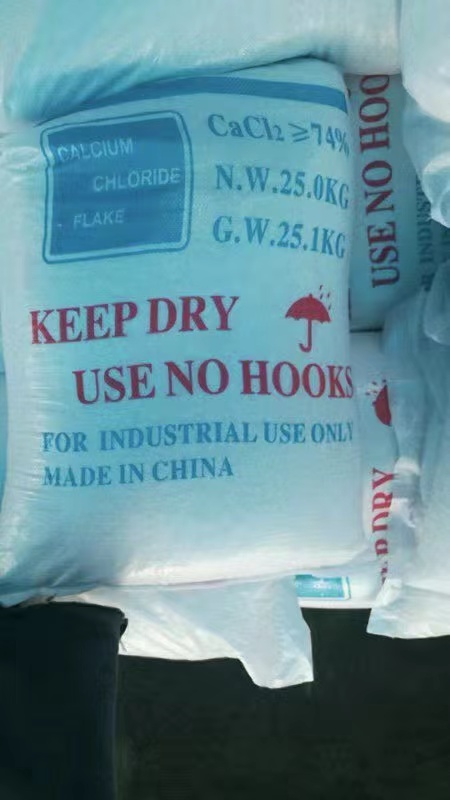 CALCIUM
CHLORIDE
FLAKE
CaCl2 ≥74%
N.W.25.0KG
G.W.25.1KG
KEEP DRY
USE NO HOOKS
FOR INDUSTRIAL USE ONLY
MADE IN CHINA
USE NO HOO
R INDUS
P DRY